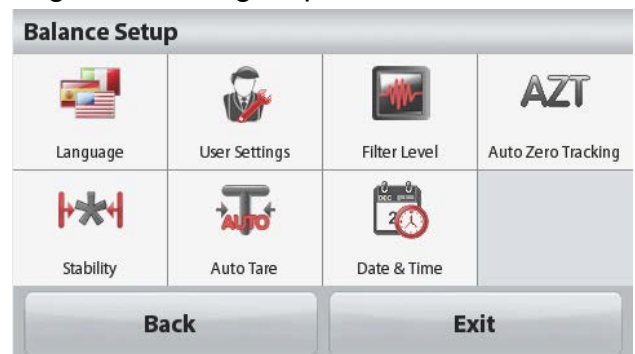 Balance Setup
AZT
Language User Settings Filter Level Auto Zero Tracking
AUTO
DEC
2
Stability Auto Tare Date & Time
Back Exit